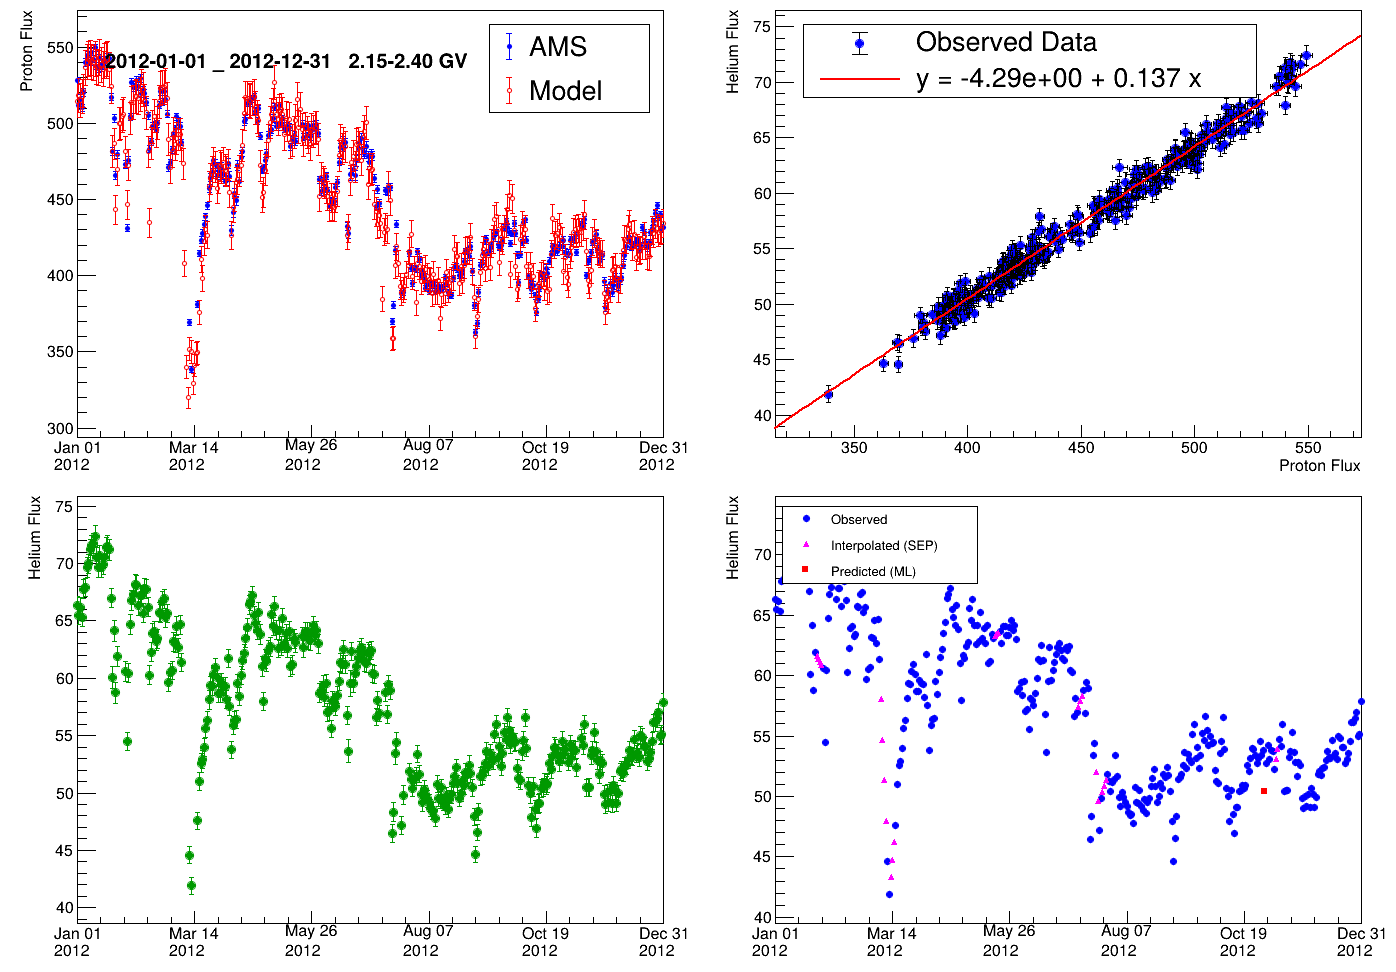 Proton Flux
550
500
450
400
350
300
2012-01-01 _ 2012-12-31 2.15-2.40 GV
AMS
Model
Jan 01
2012
Mar 14
2012
May 26
2012
Aug 07
2012
Oct 19
2012
Dec 31
2012
Helium Flux
75
70
65
60
55
50
45
40
Observed Data
y = -4.29e+00 + 0.137 x
350
400
450
500
550
Proton Flux
Helium Flux
75
70
65
60
55
50
45
40
Jan 01
2012
Mar 14
2012
May 26
2012
Aug 07
2012
Oct 19
2012
Dec 31
2012
Helium Flux
70
65
60
55
50
45
40
Observed
Interpolated (SEP)
Predicted (ML)
Jan 01
2012
Mar 14
2012
May 26
2012
Aug 07
2012
Oct 19
2012
Dec 31
2012